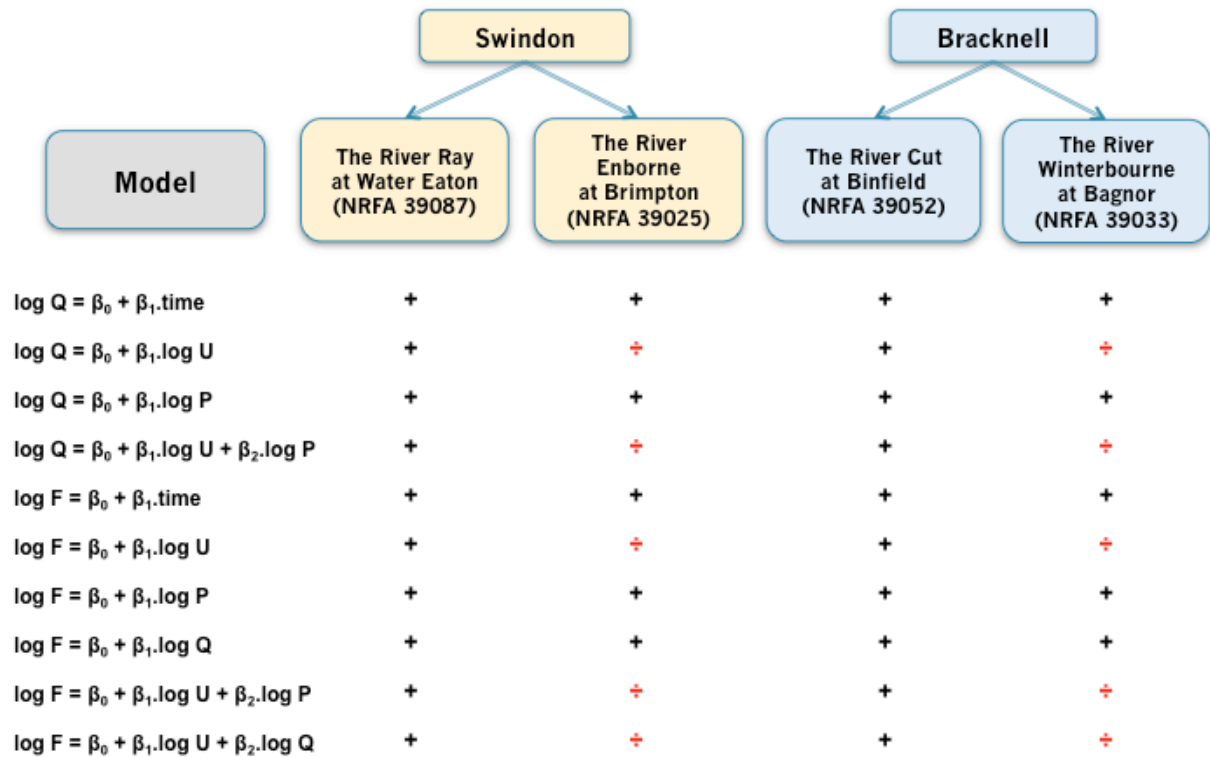 Swindon
Bracknell
Model
The River Ray
at Water Eaton
(NRFA 39087)
The River
Enborne
at Brimpton
(NRFA 39025)
The River Cut
at Binfield
(NRFA 39052)
The River
Winterbourne
at Bagnor
(NRFA 39033)
log Q = β₀ + β₁.time + + + +
log Q = β₀ + β₁.log U + ÷ + ÷
log Q = β₀ + β₁.log P + + + +
log Q = β₀ + β₁.log U + β₂.log P + ÷ + ÷
log F = β₀ + β₁.time + + + +
log F = β₀ + β₁.log U + ÷ + ÷
log F = β₀ + β₁.log P + + + +
log F = β₀ + β₁.log Q + + + +
log F = β₀ + β₁.log U + β₂.log P + ÷ + ÷
log F = β₀ + β₁.log U + β₂.log Q + ÷ + ÷